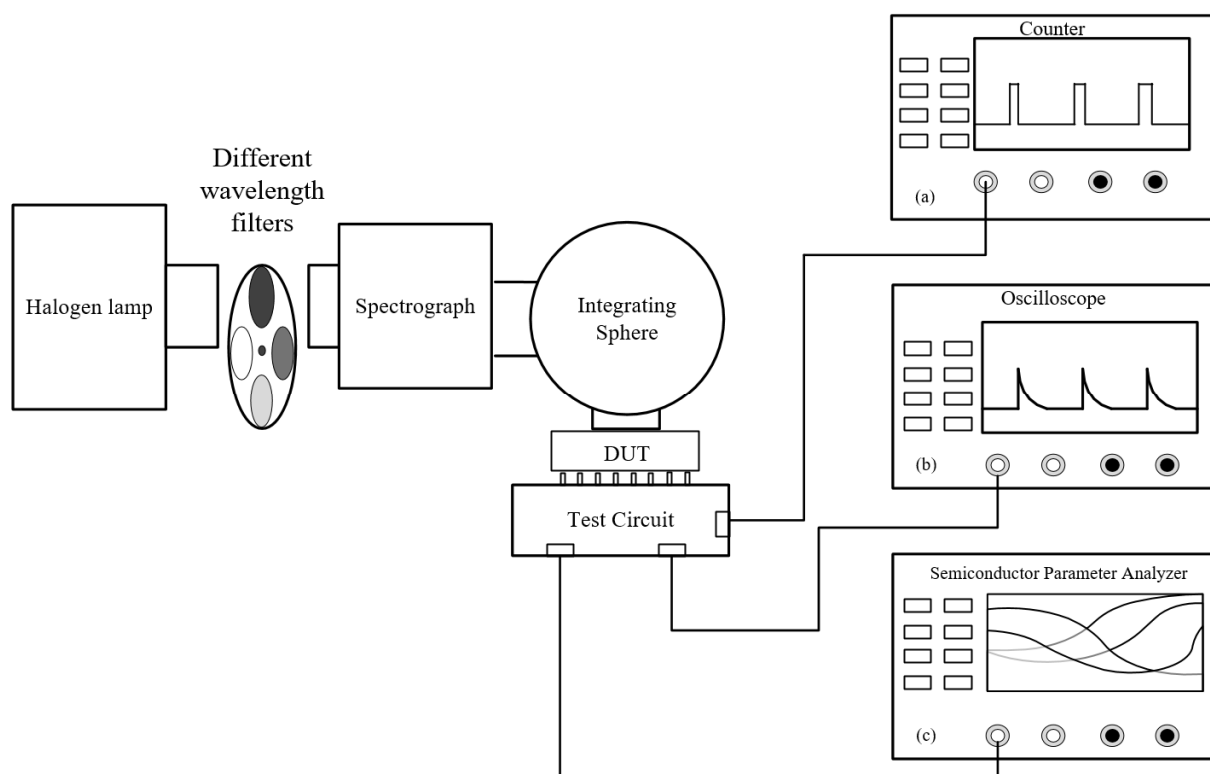 Different
wavelength
filters
Halogen lamp
Spectrograph
Integrating
Sphere
DUT
Test Circuit
Counter
(a)
Oscilloscope
(b)
Semiconductor Parameter Analyzer
(c)